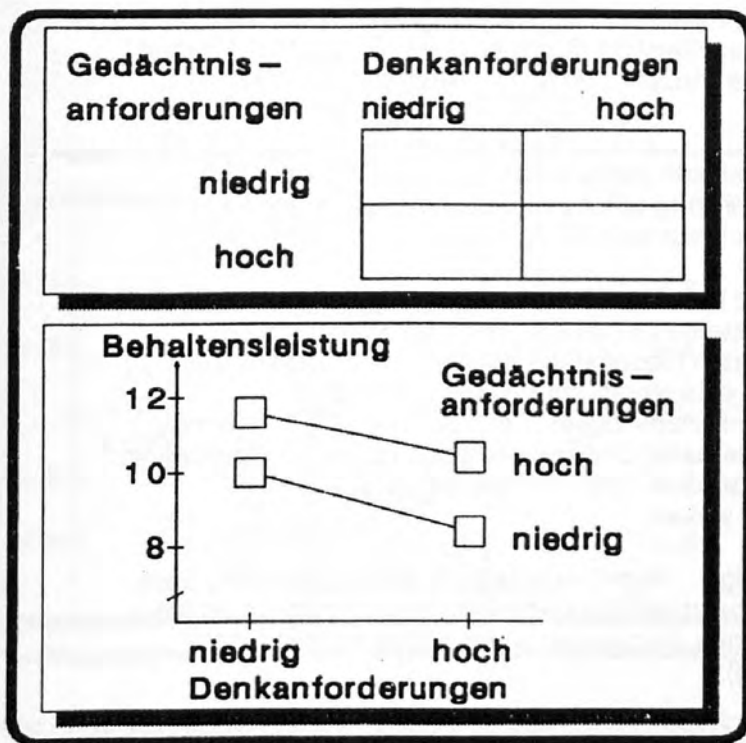 Gedächtnis–
anforderungen
Denkanforderungen
niedrig hoch
niedrig
hoch
Behaltensleistung
12
10
8
Gedächtnis–
anforderungen
hoch
niedrig
niedrig hoch
Denkanforderungen